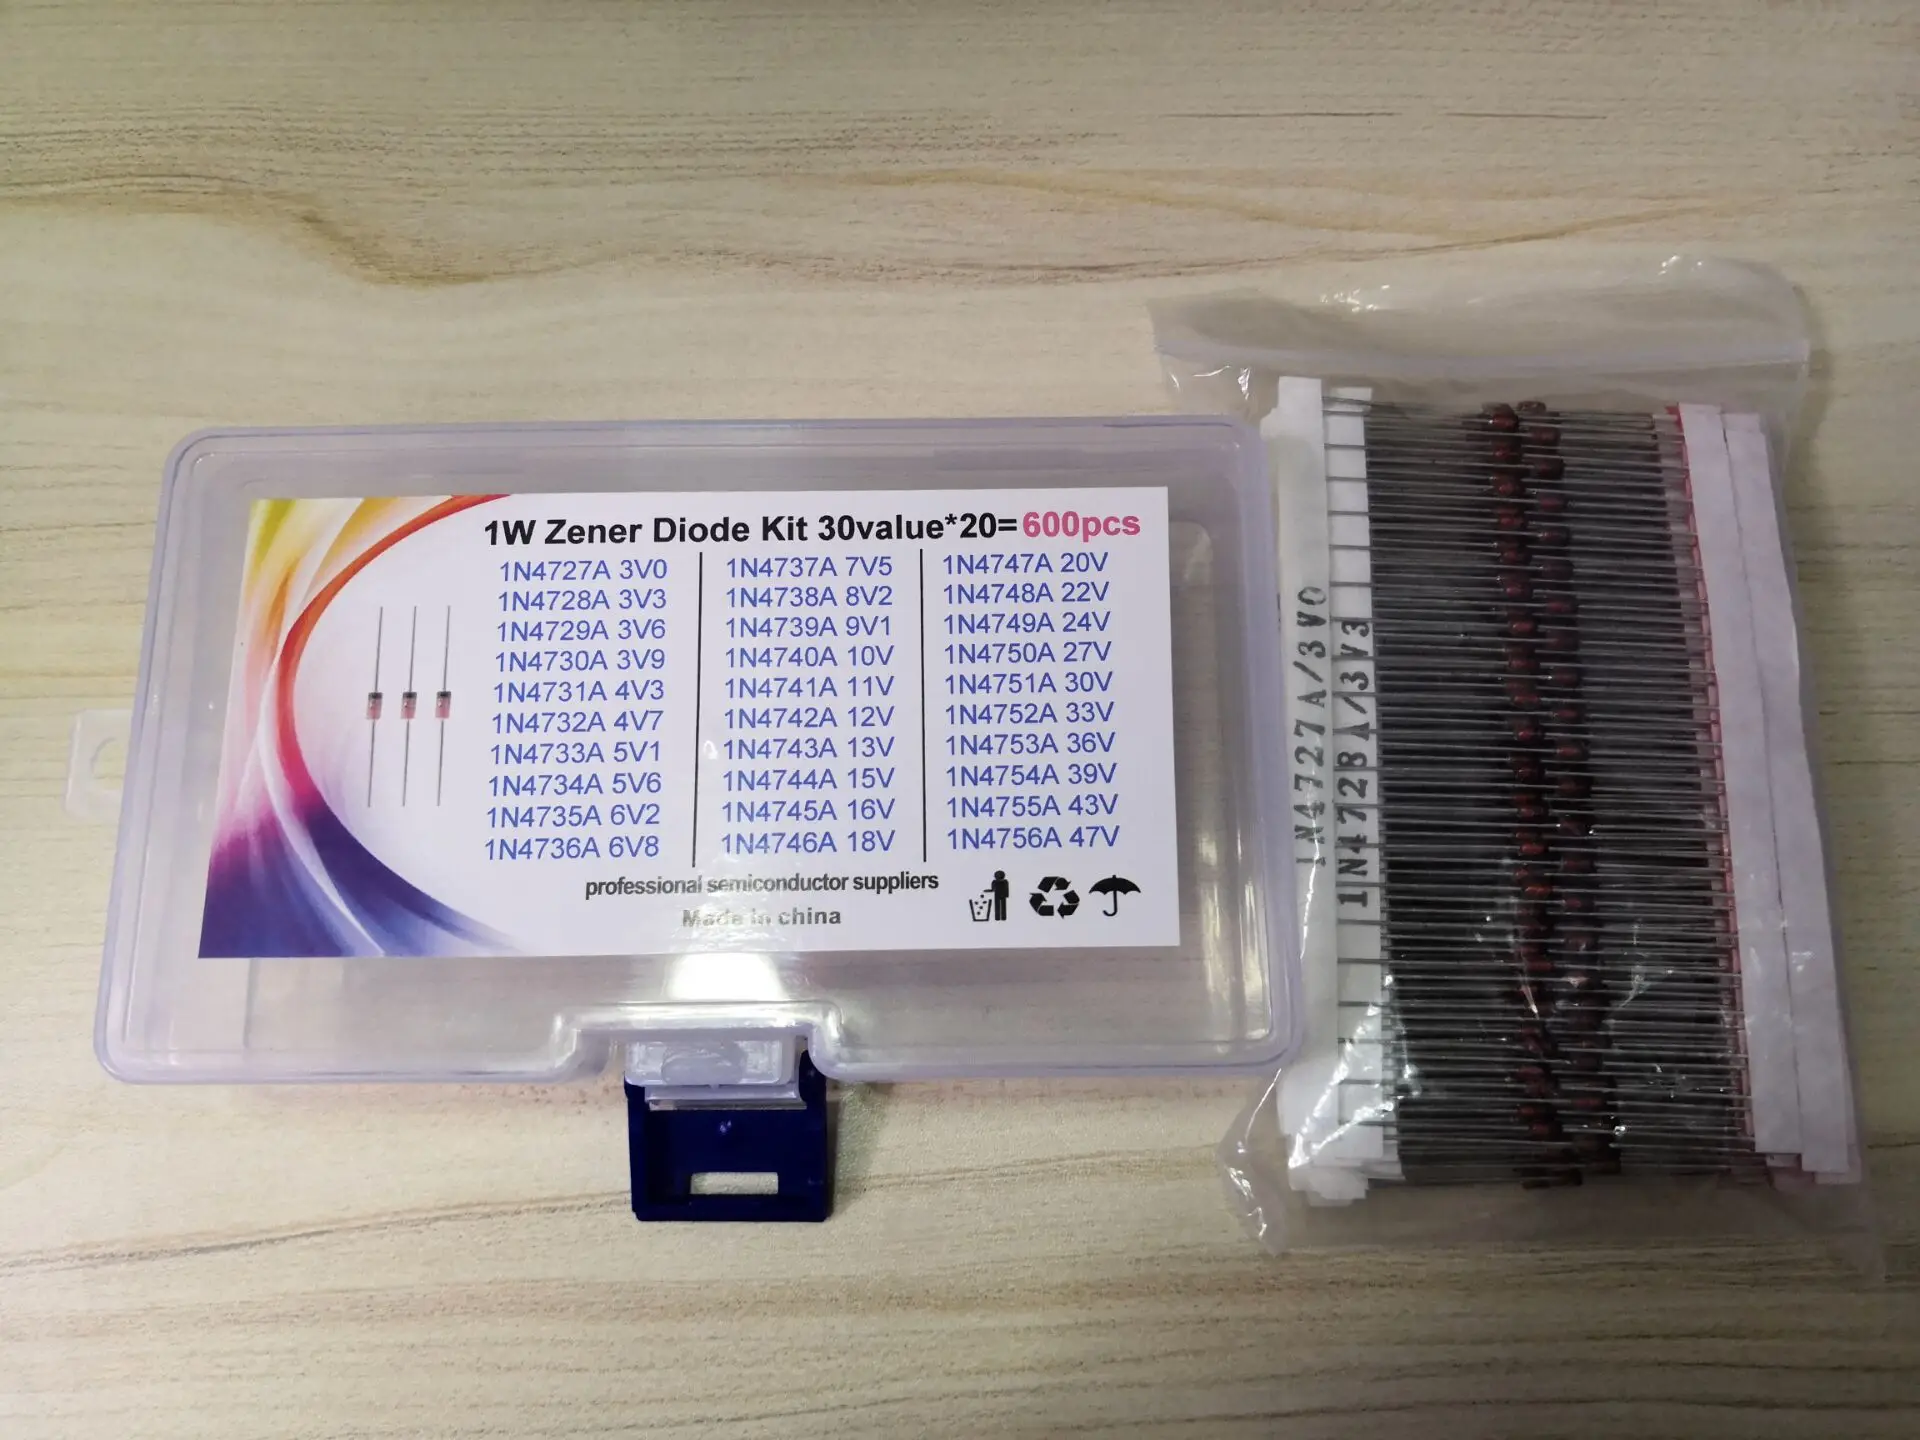 1W Zener Diode Kit 30value*20=600pcs
1N4727A 3V0
1N4728A 3V3
1N4729A 3V6
1N4730A 3V9
1N4731A 4V3
1N4732A 4V7
1N4733A 5V1
1N4734A 5V6
1N4735A 6V2
1N4736A 6V8
1N4737A 7V5
1N4738A 8V2
1N4739A 9V1
1N4740A 10V
1N4741A 11V
1N4742A 12V
1N4743A 13V
1N4744A 15V
1N4745A 16V
1N4746A 18V
1N4747A 20V
1N4748A 22V
1N4749A 24V
1N4750A 27V
1N4751A 30V
1N4752A 33V
1N4753A 36V
1N4754A 39V
1N4755A 43V
1N4756A 47V
professional semiconductor suppliers
Made in china
1N4727A/3V0
1N4728A/3V3